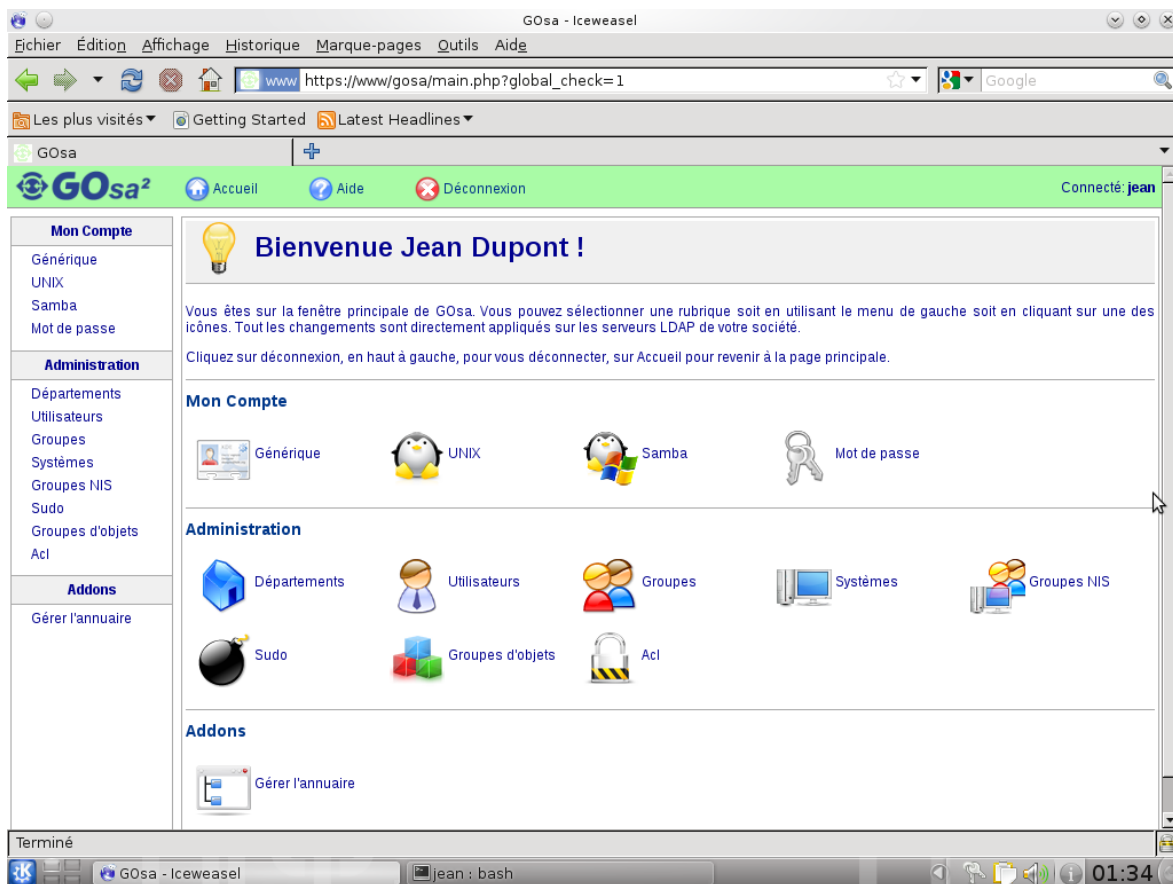 GOsa - Iceweasel
Fichier Édition Affichage Historique Marque-pages Outils Aide
www https://www/gosa/main.php?global_check=1 Google
Les plus visités Getting Started Latest Headlines
GOsa
GOsa² Accueil Aide Déconnexion Connecté: jean
Mon Compte
Générique
UNIX
Samba
Mot de passe
Administration
Départements
Utilisateurs
Groupes
Systèmes
Groupes NIS
Sudo
Groupes d'objets
Acl
Addons
Gérer l'annuaire
Bienvenue Jean Dupont !
Vous êtes sur la fenêtre principale de GOsa. Vous pouvez sélectionner une rubrique soit en utilisant le menu de gauche soit en cliquant sur une des
icônes. Tout les changements sont directement appliqués sur les serveurs LDAP de votre société.
Cliquez sur déconnexion, en haut à gauche, pour vous déconnecter, sur Accueil pour revenir à la page principale.
Mon Compte
Générique UNIX Samba Mot de passe
Administration
Départements Utilisateurs Groupes Systèmes Groupes NIS
Sudo Groupes d'objets Acl
Addons
Gérer l'annuaire
Terminé
GOsa - Iceweasel jean : bash 01:34